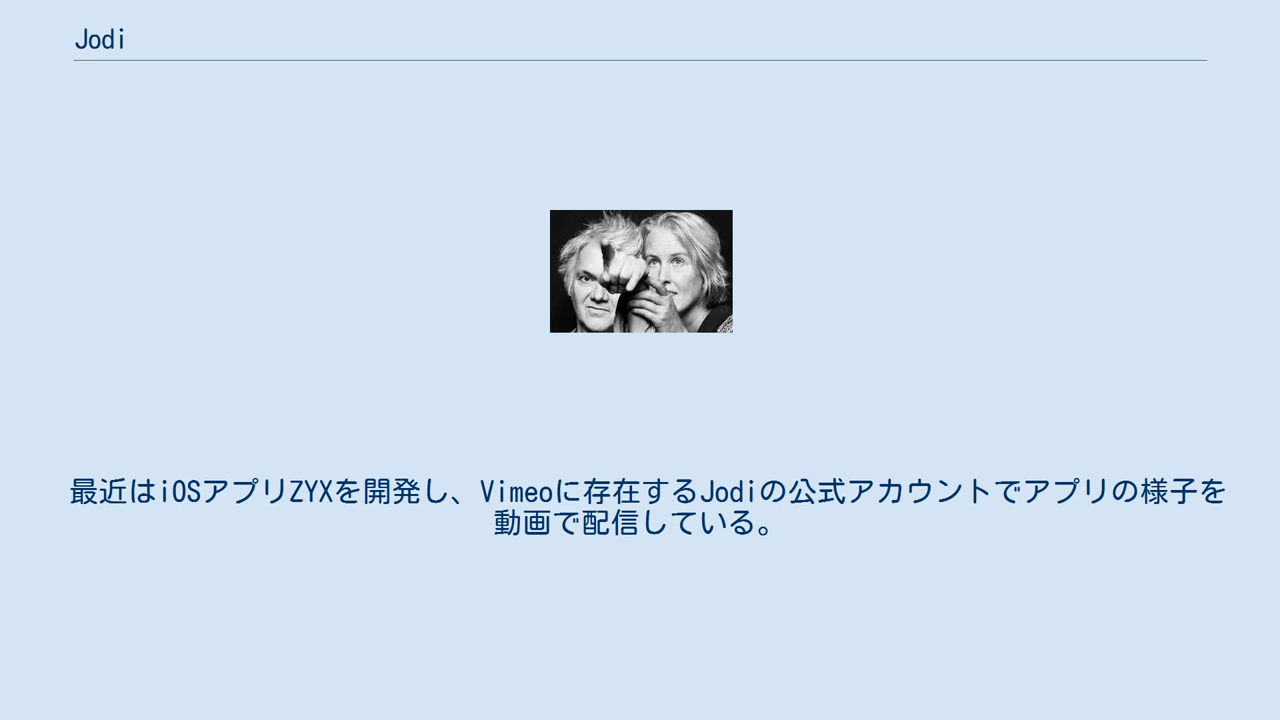 Jodi
最近はiOSアプリZYXを開発し、Vimeoに存在するJodiの公式アカウントでアプリの様子を
動画で配信している。